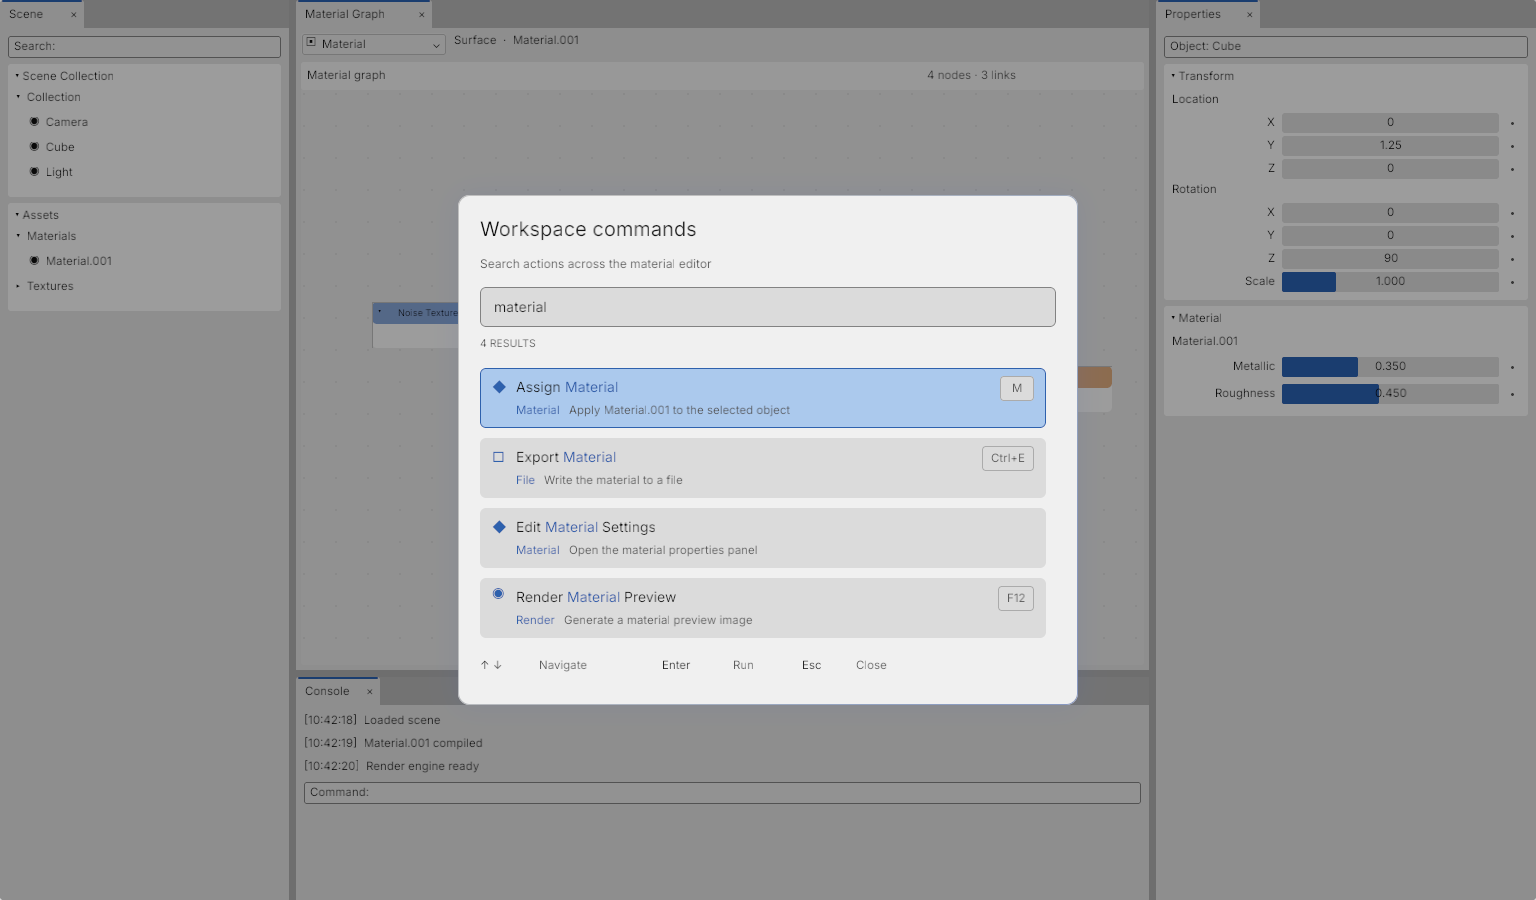 Scene ×
Search:
Scene Collection
Collection
Camera
Cube
Light
Assets
Materials
Material.001
Textures
Material Graph ×
Material
Surface · Material.001
Material graph
4 nodes · 3 links
Noise Texture
Workspace commands
Search actions across the material editor
material
4 RESULTS
Assign Material M
Material Apply Material.001 to the selected object
Export Material Ctrl+E
File Write the material to a file
Edit Material Settings
Material Open the material properties panel
Render Material Preview F12
Render Generate a material preview image
↑ ↓ Navigate Enter Run Esc Close
Console ×
[10:42:18] Loaded scene
[10:42:19] Material.001 compiled
[10:42:20] Render engine ready
Command:
Properties ×
Object: Cube
Transform
Location
X 0
Y 1.25
Z 0
Rotation
X 0
Y 0
Z 90
Scale 1.000
Material
Material.001
Metallic 0.350
Roughness 0.450